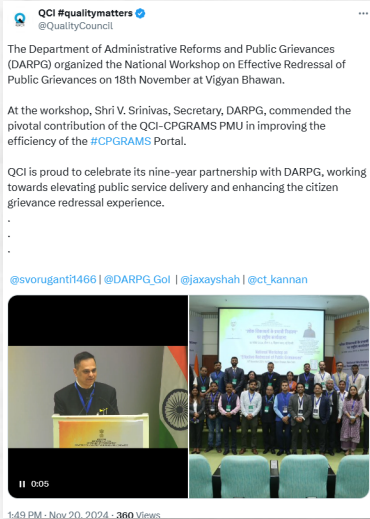 QCI #qualitymatters
@QualityCouncil
The Department of Administrative Reforms and Public Grievances
(DARPG) organized the National Workshop on Effective Redressal of
Public Grievances on 18th November at Vigyan Bhawan.
At the workshop, Shri V. Srinivas, Secretary, DARPG, commended the
pivotal contribution of the QCI-CPGRAMS PMU in improving the
efficiency of the #CPGRAMS Portal.
QCI is proud to celebrate its nine-year partnership with DARPG, working
towards elevating public service delivery and enhancing the citizen
grievance redressal experience.
.
.
.
@svoruganti1466 | @DARPG_GoI | @jaxayshah | @ct_kannan
0:05
1:49 PM · Nov 20, 2024 · 360 Views